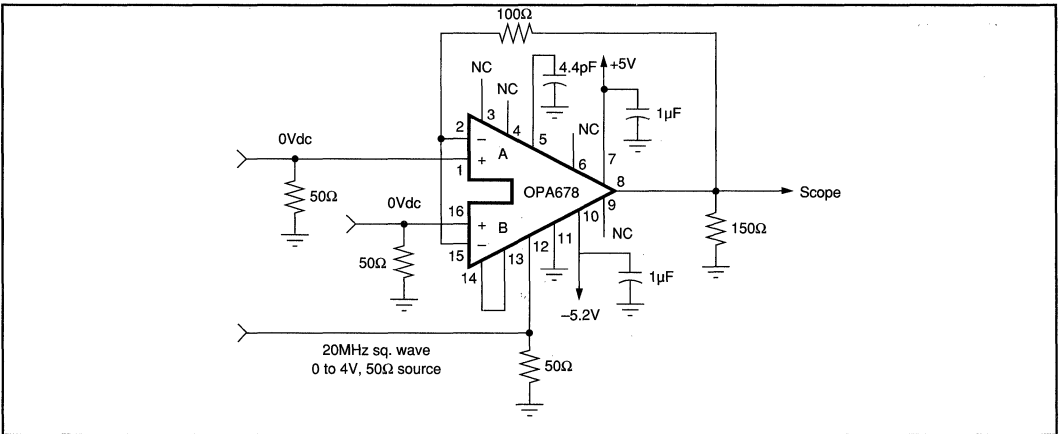 100Ω
NC
4.4pF
+5V
NC
3
1µF
2
4
5
NC
0Vdc
−
A
6
7
1
+
8
OPA678
Scope
50Ω
0Vdc
16
9
+
B
10
150Ω
50Ω
15
−
12
11
NC
14
13
1µF
−5.2V
20MHz sq. wave
0 to 4V, 50Ω source
50Ω